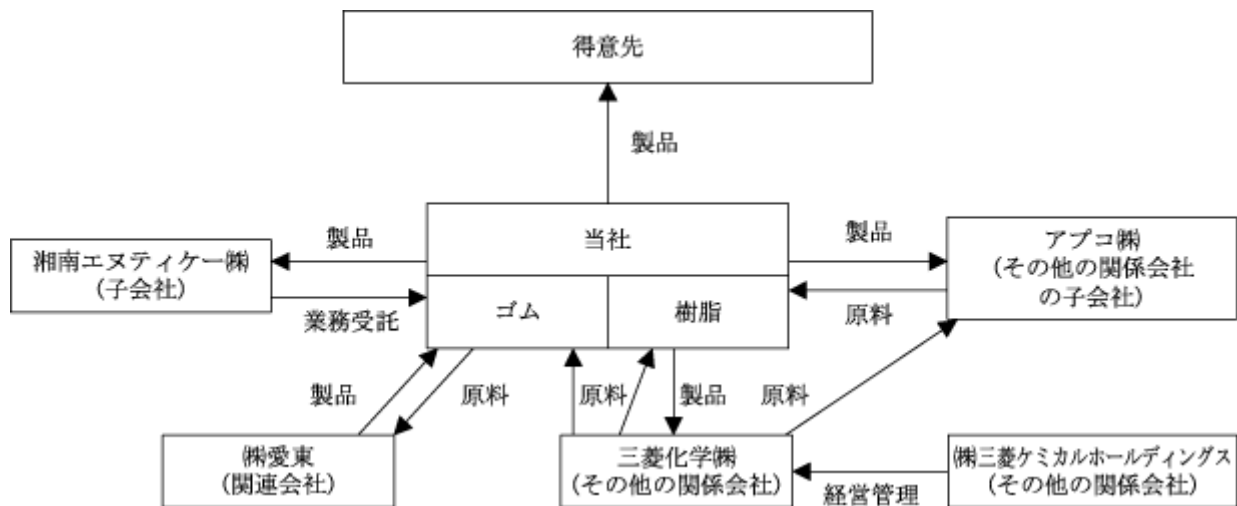 得意先
製品
当社
製品
製品
湘南エヌティケー㈱
(子会社)
アプコ㈱
(その他の関係会社
の子会社)
業務受託
ゴム
樹脂
原料
製品
原料
原料
製品
原料
㈱愛東
(関連会社)
三菱化学㈱
(その他の関係会社)
㈱三菱ケミカルホールディングス
(その他の関係会社)
経営管理